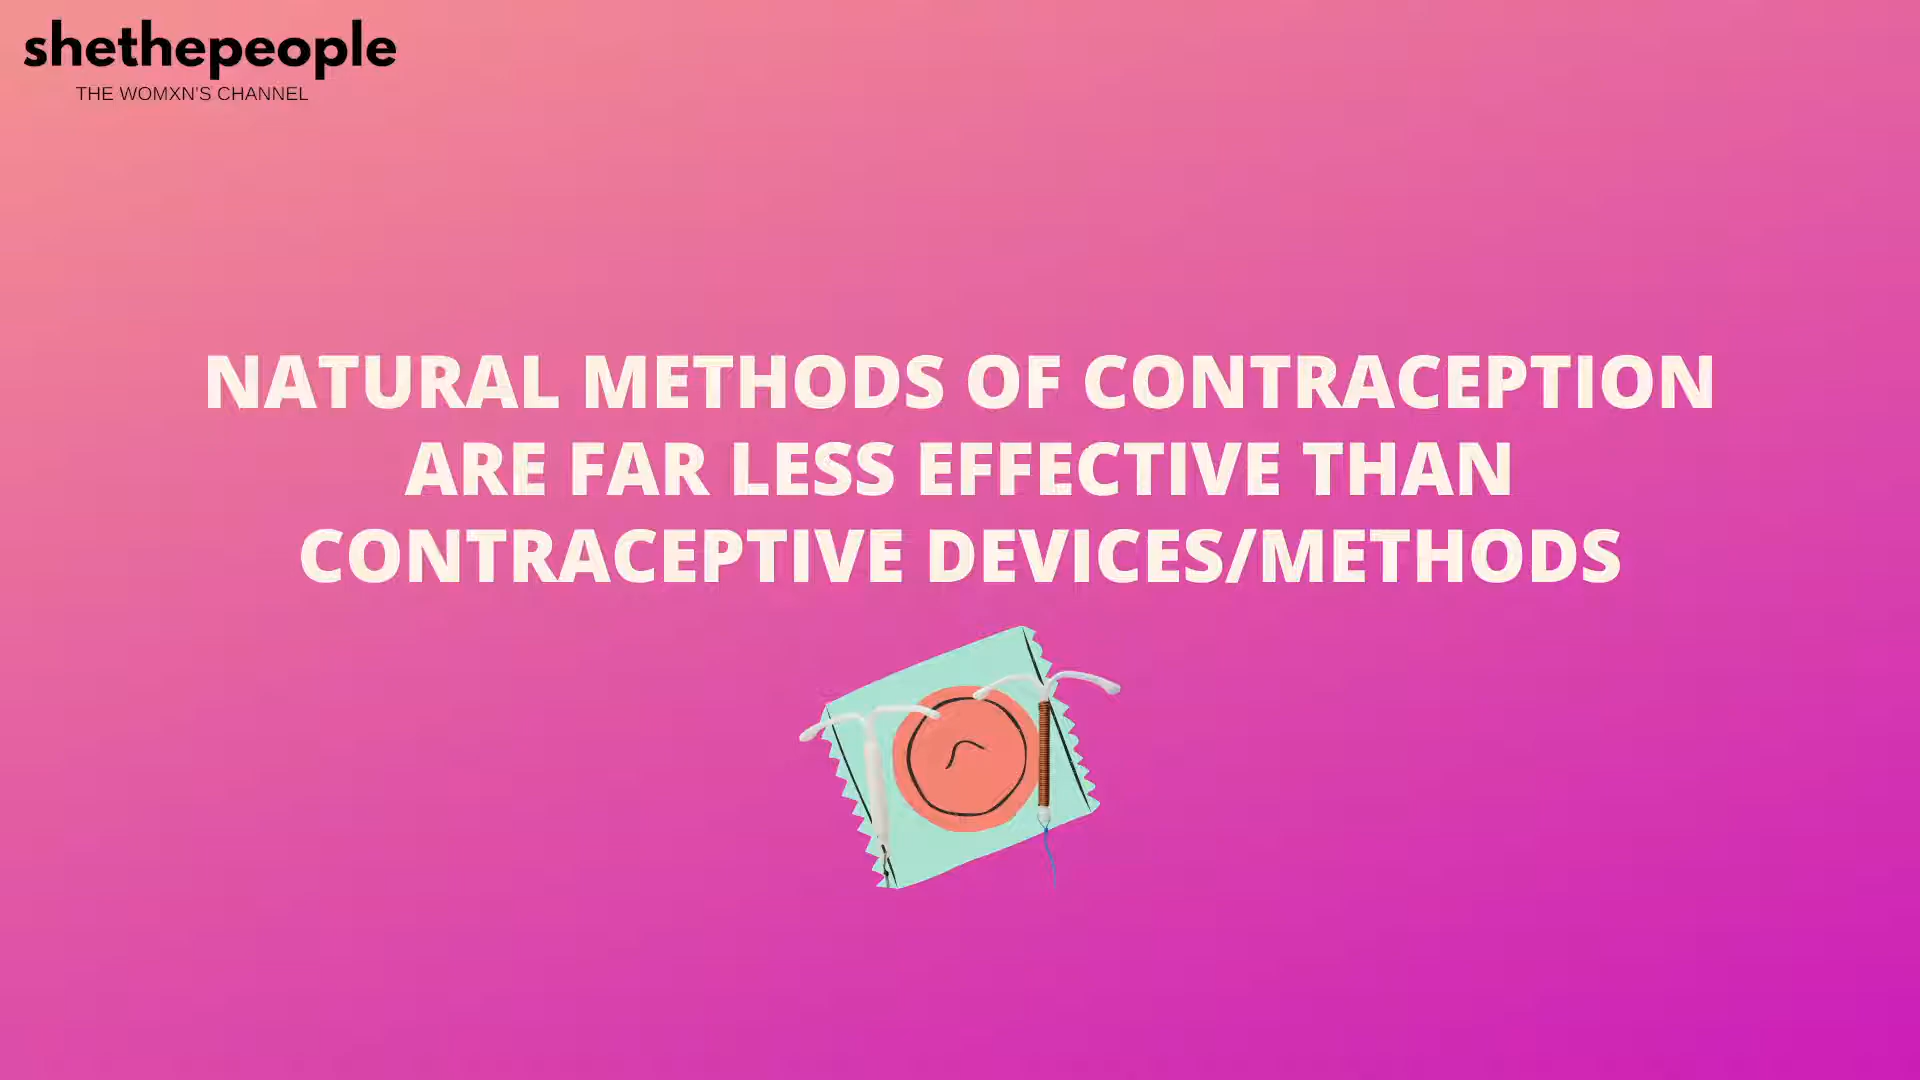 shethepeople
THE WOMXN'S CHANNEL
NATURAL METHODS OF CONTRACEPTION
ARE FAR LESS EFFECTIVE THAN
CONTRACEPTIVE DEVICES/METHODS